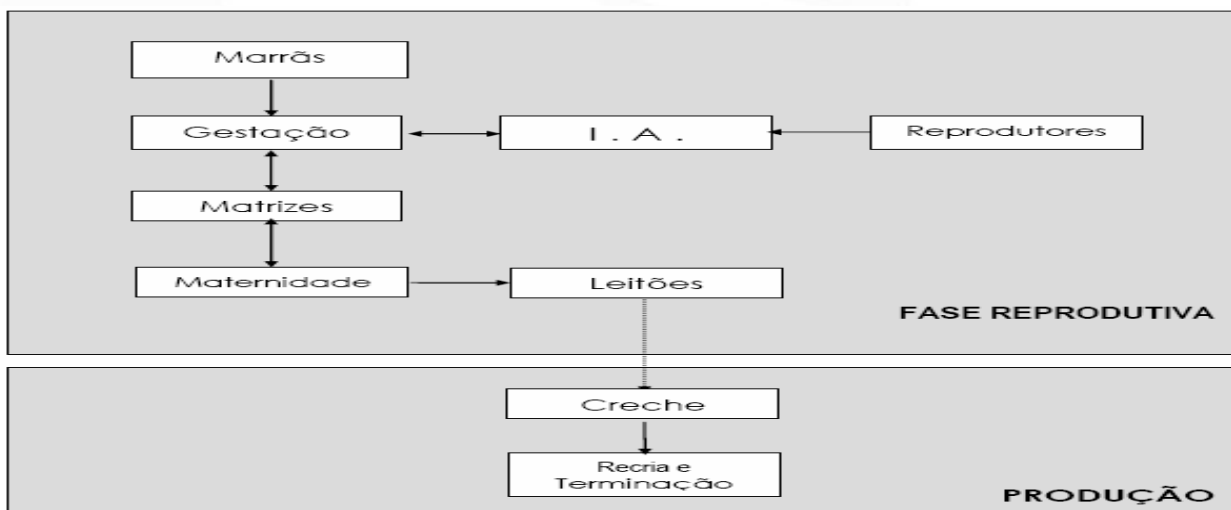 Marrãs
Gestação
I . A .
Reprodutores
Matrizes
Maternidade
Leitões
FASE REPRODUTIVA
Creche
Recria e
Terminação
PRODUÇÃO